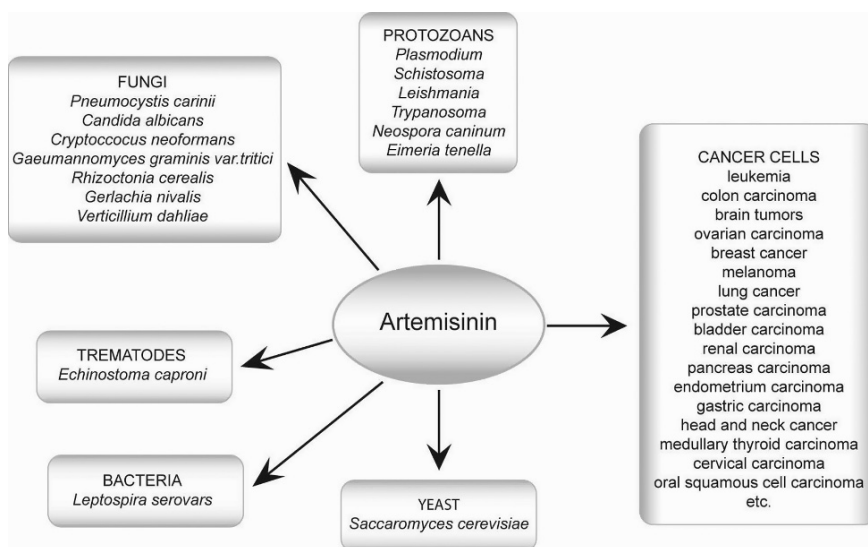 FUNGI
Pneumocystis carinii
Candida albicans
Cryptoccocus neoformans
Gaeumannomyces graminis var.tritici
Rhizoctonia cerealis
Gerlachia nivalis
Verticillium dahliae
PROTOZOANS
Plasmodium
Schistosoma
Leishmania
Trypanosoma
Neospora caninum
Eimeria tenella
CANCER CELLS
leukemia
colon carcinoma
brain tumors
ovarian carcinoma
breast cancer
melanoma
lung cancer
prostate carcinoma
bladder carcinoma
renal carcinoma
pancreas carcinoma
endometrium carcinoma
gastric carcinoma
head and neck cancer
medullary thyroid carcinoma
cervical carcinoma
oral squamous cell carcinoma
etc.
Artemisinin
TREMATODES
Echinostoma caproni
BACTERIA
Leptospira serovars
YEAST
Saccaromyces cerevisiae